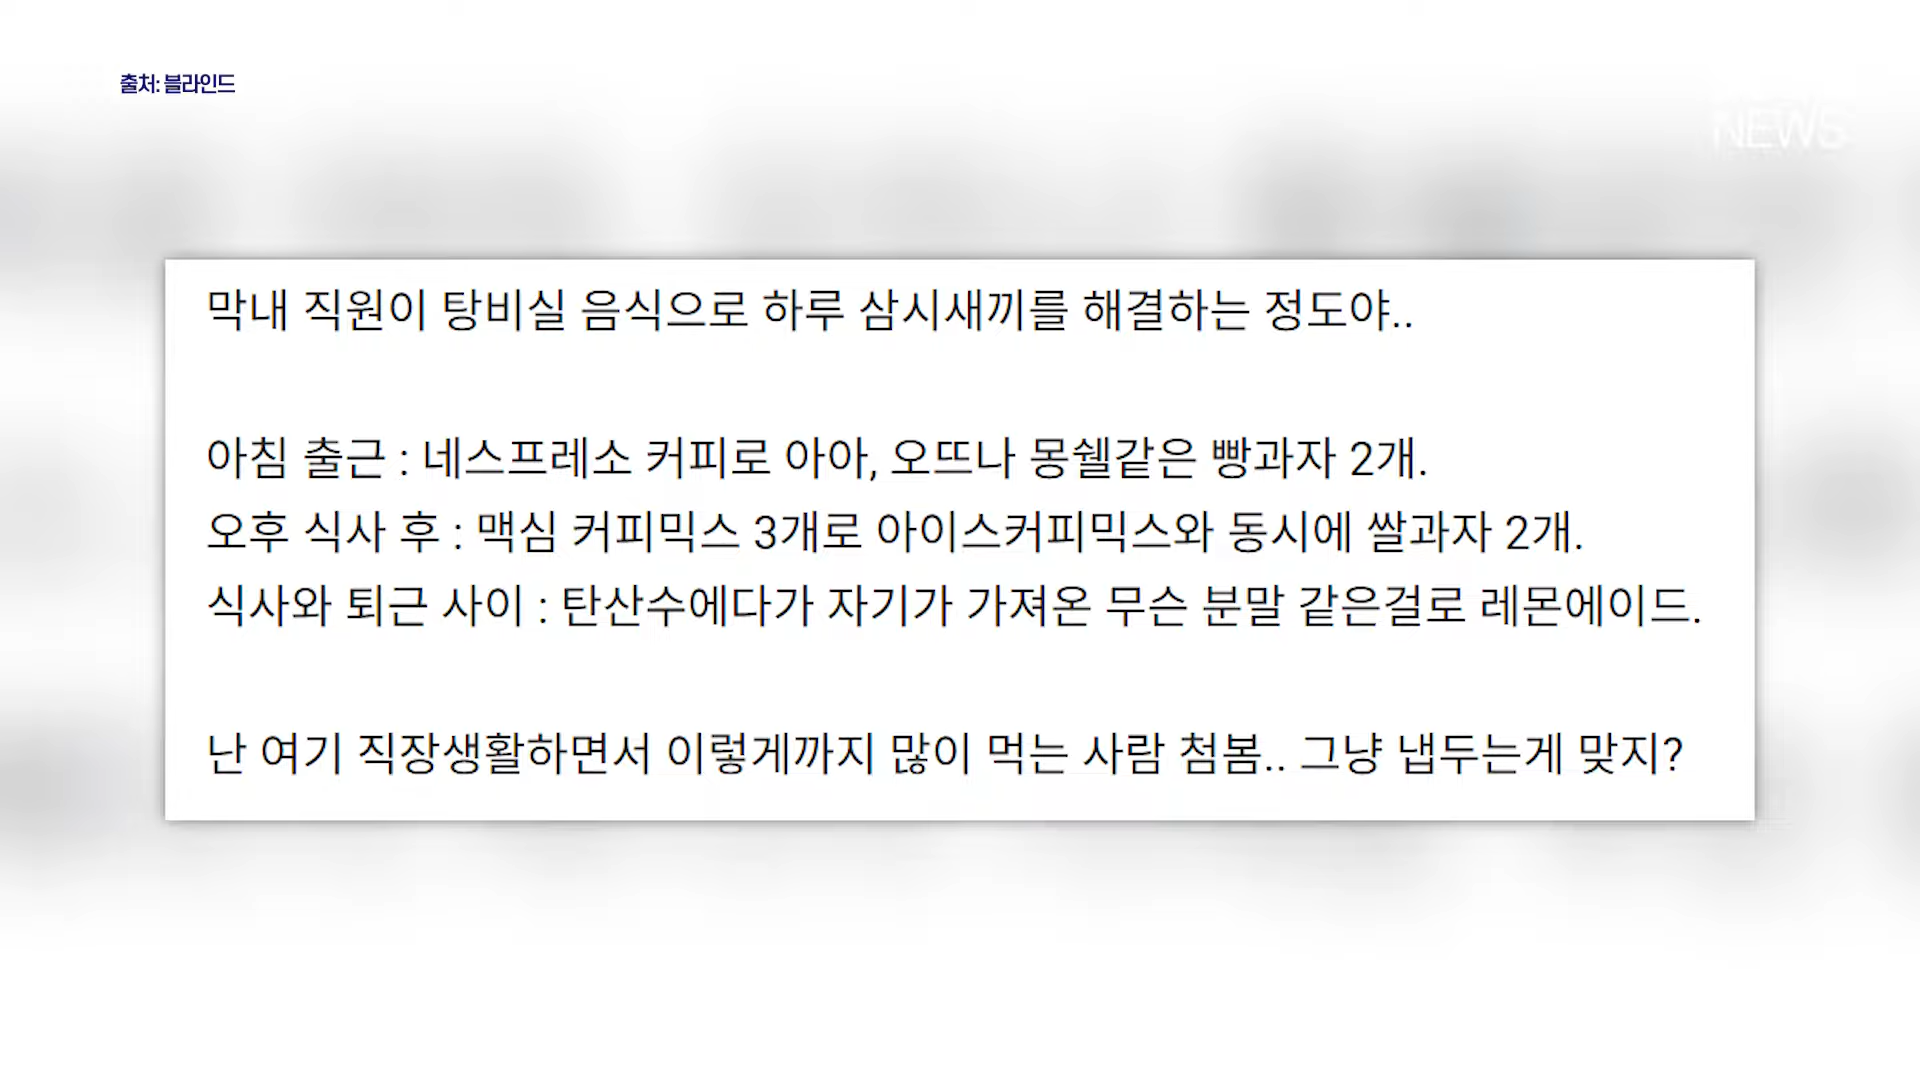 출처: 블라인드
NEWS
막내 직원이 탕비실 음식으로 하루 삼시새끼를 해결하는 정도야..
아침 출근 : 네스프레소 커피로 아아, 오뜨나 몽쉘같은 빵과자 2개.
오후 식사 후 : 맥심 커피믹스 3개로 아이스커피믹스와 동시에 쌀과자 2개.
식사와 퇴근 사이 : 탄산수에다가 자기가 가져온 무슨 분말 같은걸로 레몬에이드.
난 여기 직장생활하면서 이렇게까지 많이 먹는 사람 첨봄.. 그냥 냅두는게 맞지?